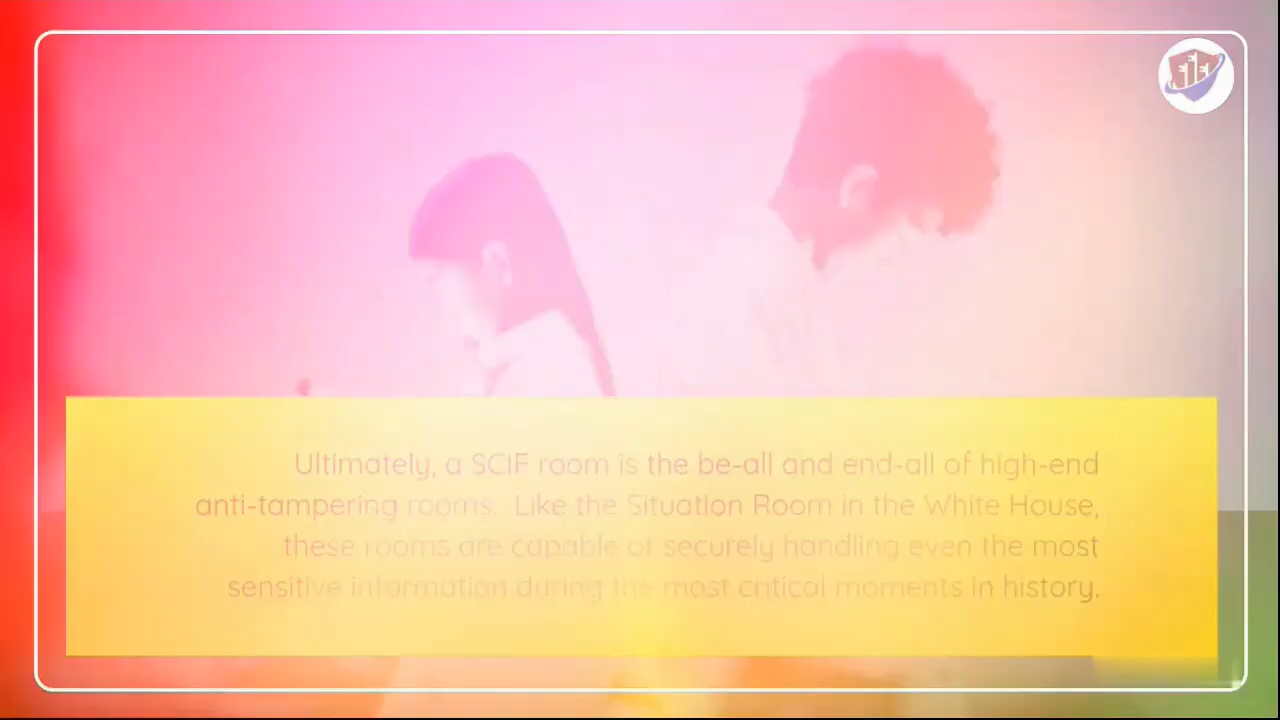 Ultimately, a SCIF room is the be-all and end-all of high-end
anti-tampering rooms.  Like the Situation Room in the White House,
these rooms are capable of securely handling even the most
sensitive information during the most critical moments in history.